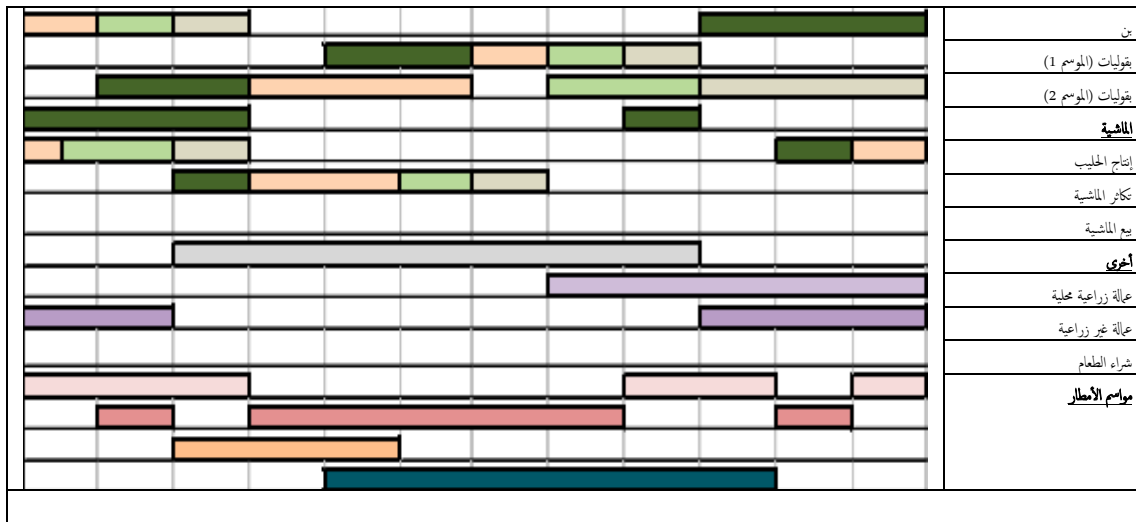 بن
بقوليات (الموسم 1)
بقوليات (الموسم 2)
الماشية
إنتاج الحليب
تكاثر الماشية
بيع الماشية
أخرى
عمالة زراعية محلية
عمالة غير زراعية
شراء الطعام
مواسم الأمطار